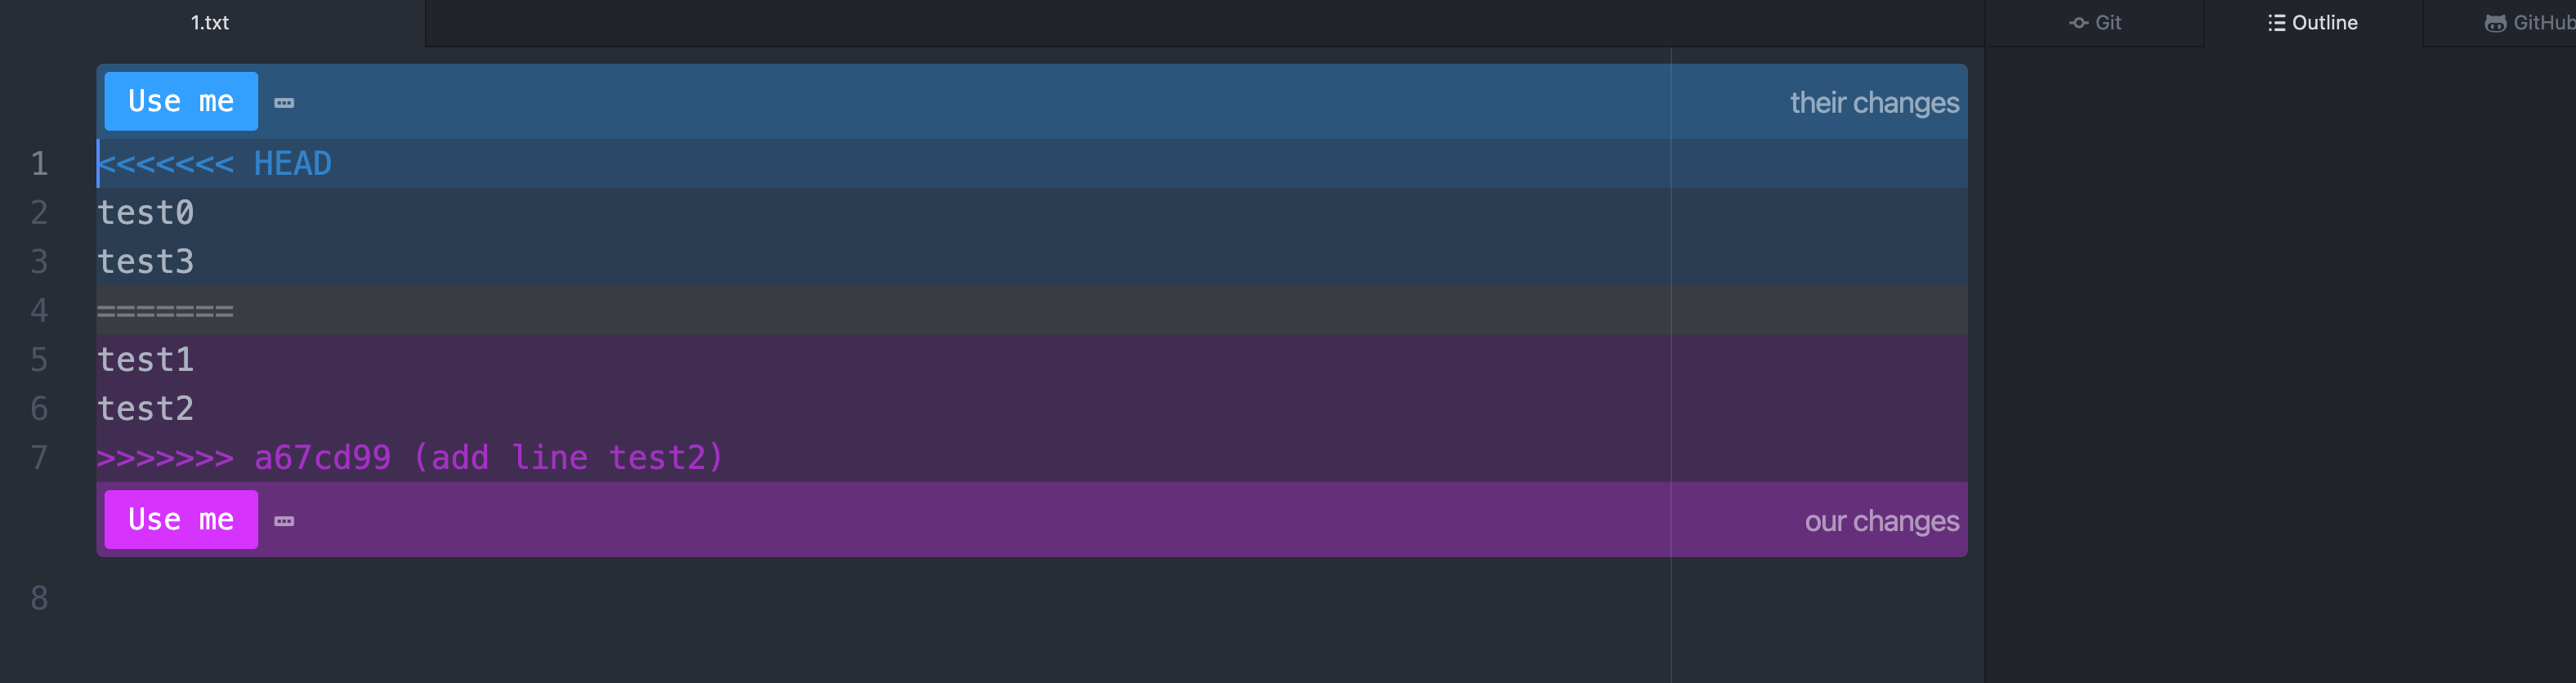 1.txt
Git
Outline
GitHub
Use me
their changes
1 <<<<<<< HEAD
2 test0
3 test3
4 =======
5 test1
6 test2
7 >>>>>>> a67cd99 (add line test2)
Use me
our changes
8